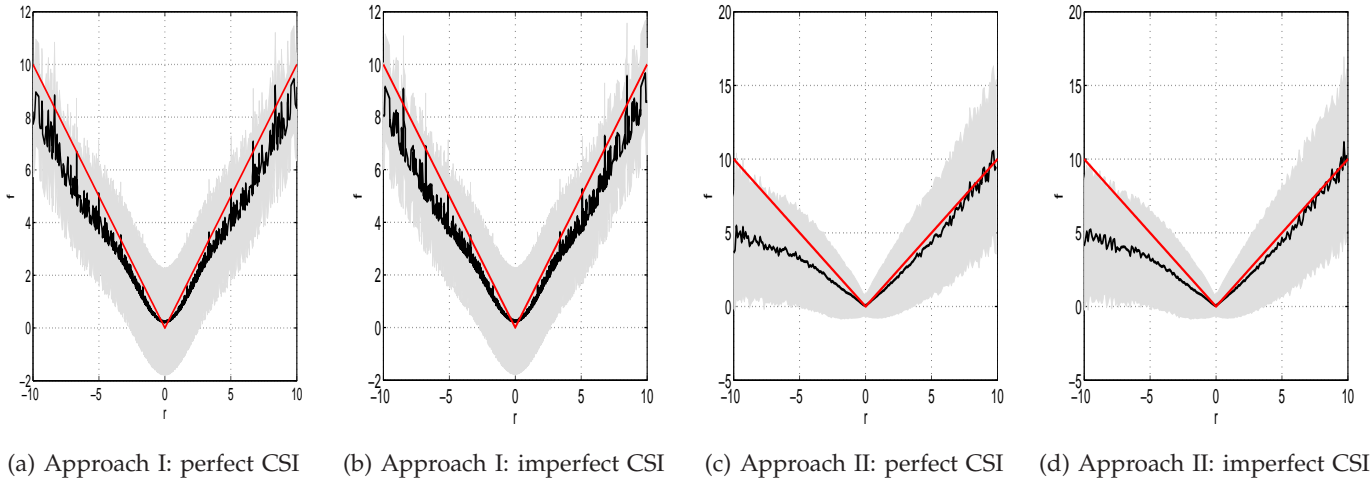 12
10
8
6
4
2
0
−2
f
−10 −5 0 5 10
r
(a) Approach I: perfect CSI
12
10
8
6
4
2
0
−2
f
−10 −5 0 5 10
r
(b) Approach I: imperfect CSI
20
15
10
5
0
−5
f
−10 −5 0 5 10
r
(c) Approach II: perfect CSI
20
15
10
5
0
−5
f
−10 −5 0 5 10
r
(d) Approach II: imperfect CSI